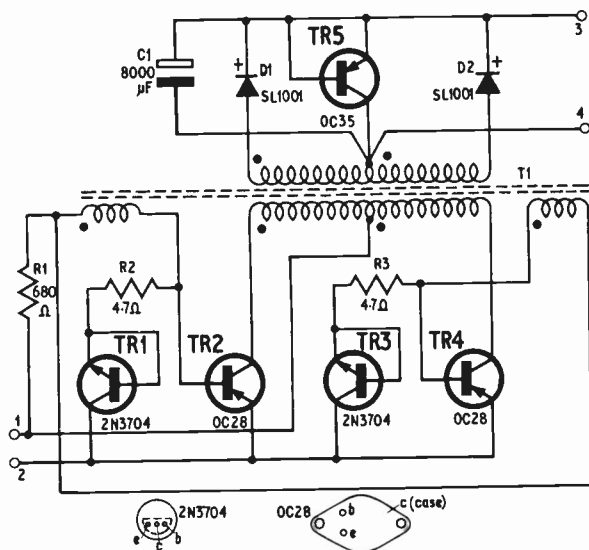 C1
8000
µF
+
D1
SL1001
TR5
OC35
D2
+
SL1001
3
4
T1
R1
680
Ω
R2
4·7Ω
R3
4·7Ω
TR1
TR2
TR3
TR4
2N3704
OC28
2N3704
OC28
1
2
2N3704
e
c
b
OC28
b
e
c (case)